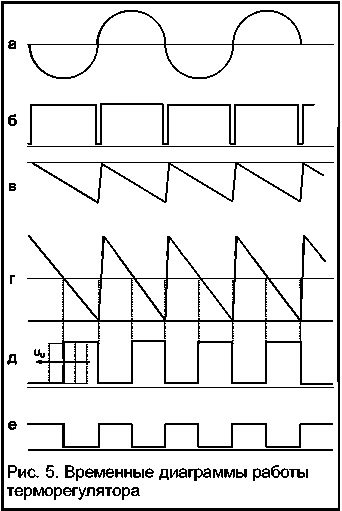 а
б
в
г
д
е
Рис. 5. Временные диаграммы работы
терморегулятора